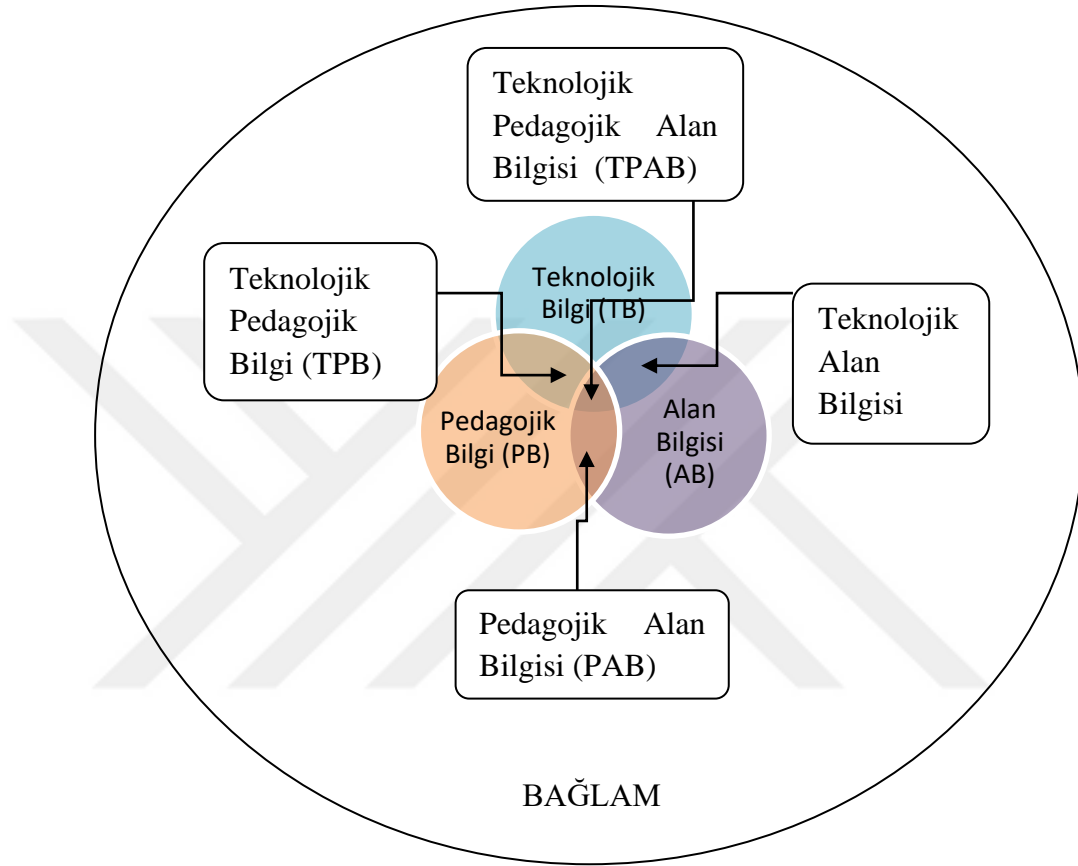 Teknolojik
Pedagojik Alan
Bilgisi (TPAB)
Teknolojik
Pedagojik
Bilgi (TPB)
Teknolojik
Bilgi (TB)
Teknolojik
Alan
Bilgisi
Pedagojik
Bilgi (PB)
Alan
Bilgisi
(AB)
Pedagojik Alan
Bilgisi (PAB)
BAĞLAM